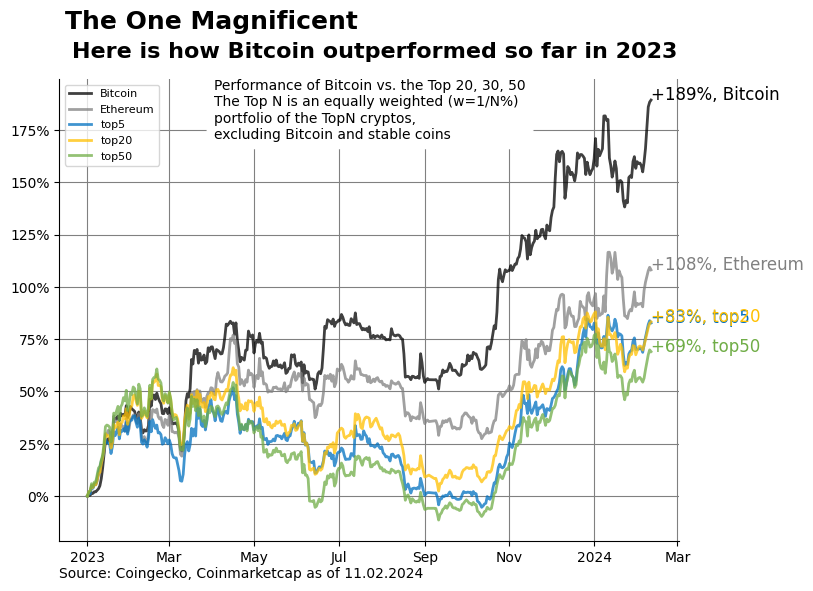 The One Magnificent
Here is how Bitcoin outperformed so far in 2023
Bitcoin
Ethereum
top5
top20
top50
Performance of Bitcoin vs. the Top 20, 30, 50
The Top N is an equally weighted (w=1/N%)
portfolio of the TopN cryptos,
excluding Bitcoin and stable coins
+189%, Bitcoin
+108%, Ethereum
+83%, top20
+69%, top50
175%
150%
125%
100%
75%
50%
25%
0%
2023 Mar May Jul Sep Nov 2024 Mar
Source: Coingecko, Coinmarketcap as of 11.02.2024